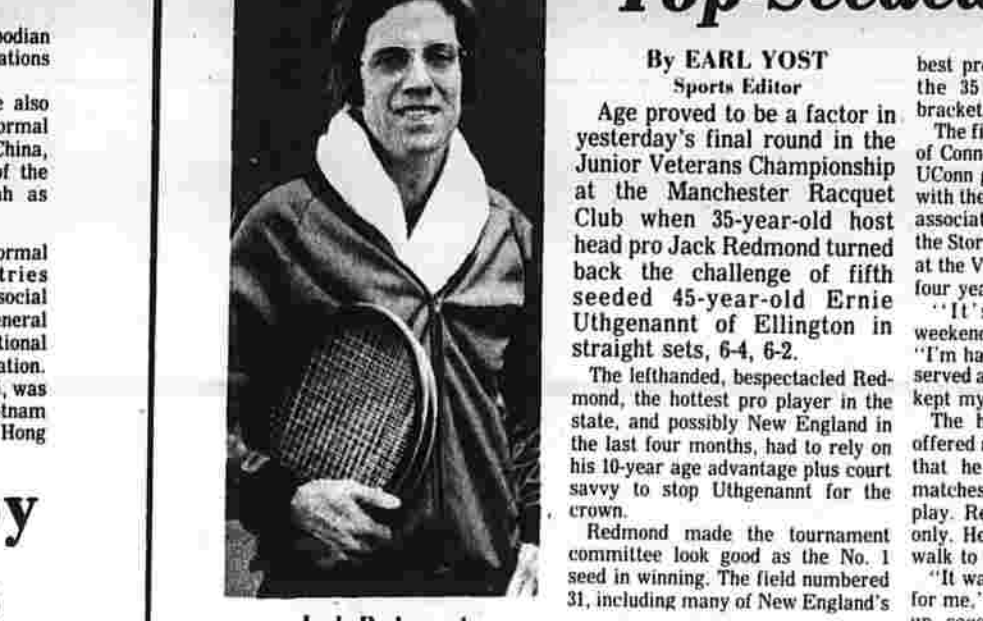 bodian
ations
e also
ormal
China,
of the
ah as
ormal
tries
social
eneral
tional
ation.
, was
tnam
Hong
y
Top Seeded
By EARL YOST
Sports Editor
Age proved to be a factor in
yesterday's final round in the
Junior Veterans Championship
at the Manchester Racquet
Club when 35-year-old host
head pro Jack Redmond turned
back the challenge of fifth
seeded 45-year-old Ernie
Uthgenannt of Ellington in
straight sets, 6-4, 6-2.
The lefthanded, bespectacled Red-
mond, the hottest pro player in the
state, and possibly New England in
the last four months, had to rely on
his 10-year age advantage plus court
savvy to stop Uthgenannt for the
crown.
Redmond made the tournament
committee look good as the No. 1
seed in winning. The field numbered
31, including many of New England's
best pr
the 35
bracket
The fi
of Conn
UConn
with the
associat
the Stor
at the V
four yea
"It's
weekend
"I'm ha
served a
kept my
The h
offered
that he
matches
play. Re
only. He
walk to
"It wa
for me,"